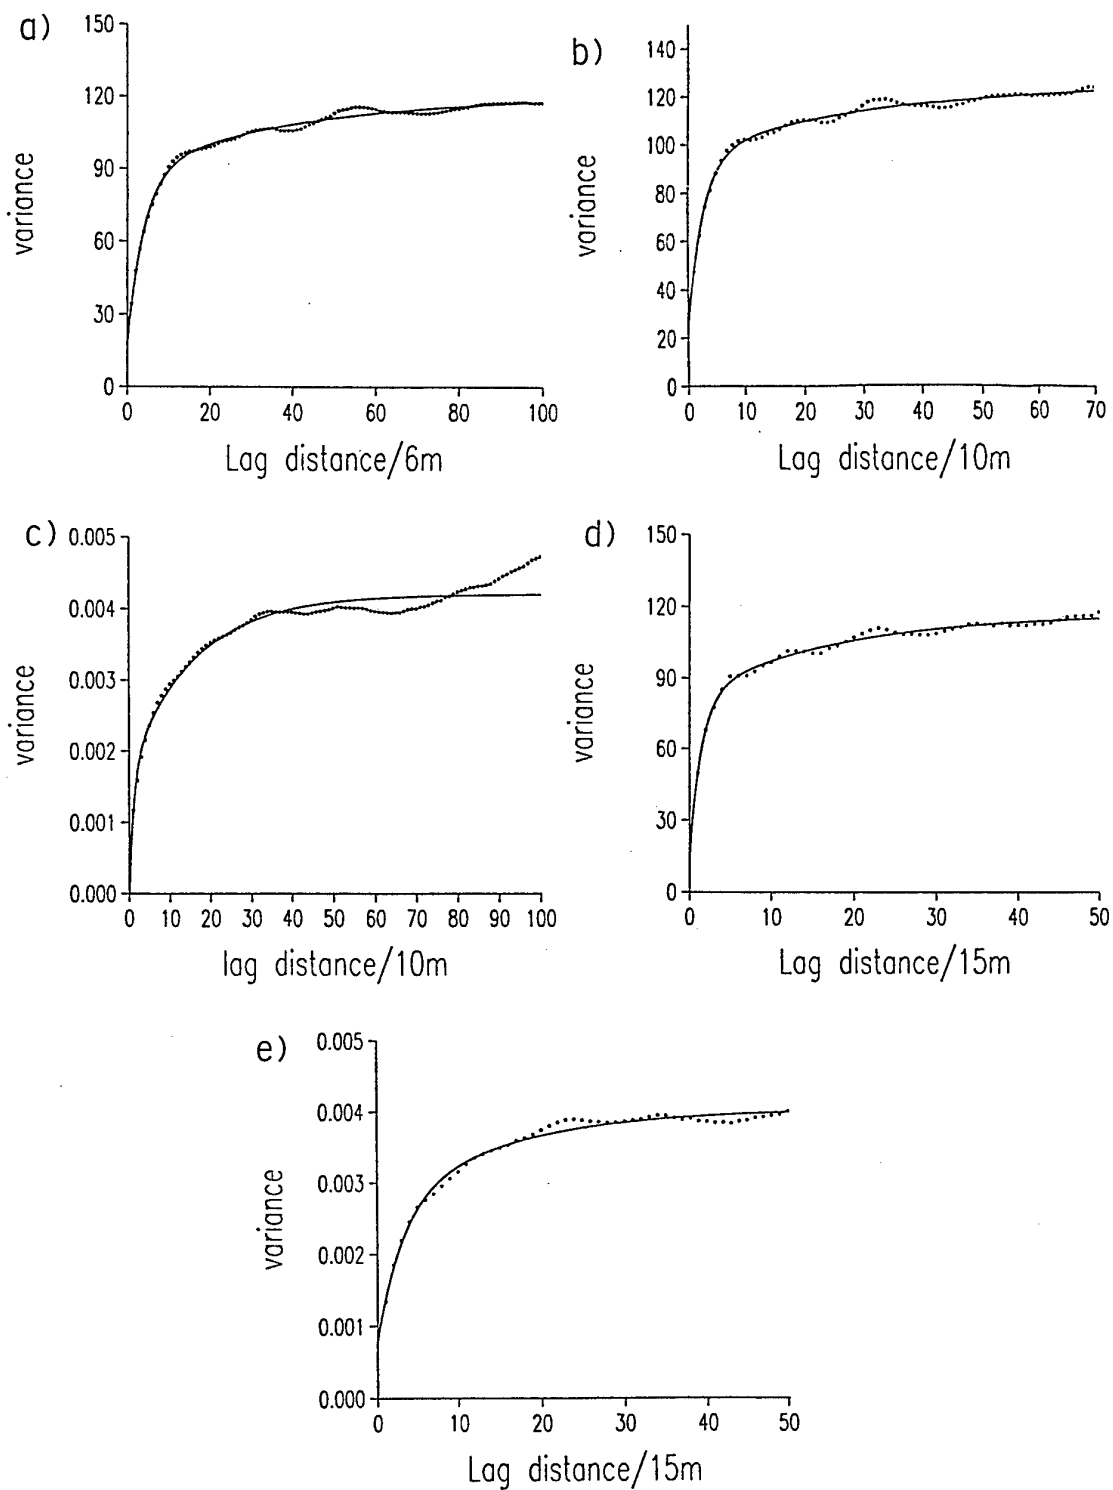 a)
150
120
90
60
30
0
variance
0 20 40 60 80 100
Lag distance/6m
b)
140
120
100
80
60
40
20
0
variance
0 10 20 30 40 50 60 70
Lag distance/10m
c)
0.005
0.004
0.003
0.002
0.001
0.000
variance
0 10 20 30 40 50 60 70 80 90 100
lag distance/10m
d)
150
120
90
60
30
0
variance
0 10 20 30 40 50
Lag distance/15m
e)
0.005
0.004
0.003
0.002
0.001
0.000
variance
0 10 20 30 40 50
Lag distance/15m